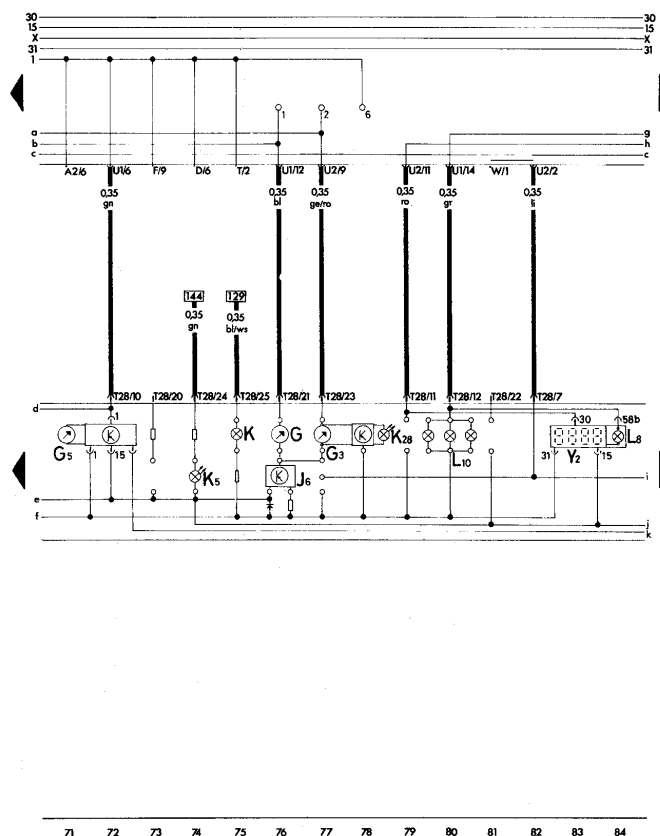 30 30
15 15
X X
31 31
1
1 2 6
a g
b h
c c
A2/6 U1/6 F/9 D/6 T/2 U1/12 U2/9 U2/11 U1/14 W/1 U2/2
0,35 0,35 0,35 0,35 0,35 0,35
gn bl ge/ro ro gr li
144 129
0,35 0,35
gn bl/ws
T28/10 T28/20 T28/24 T28/25 T28/21 T28/23 T28/11 T28/12 T28/22 T28/7
d
1 30 58b
K K G K K28 L8
G5 G3
1 15 31 Y2 15
K5 K J6 L10
i
e
f
j
k
71 72 73 74 75 76 77 78 79 80 81 82 83 84